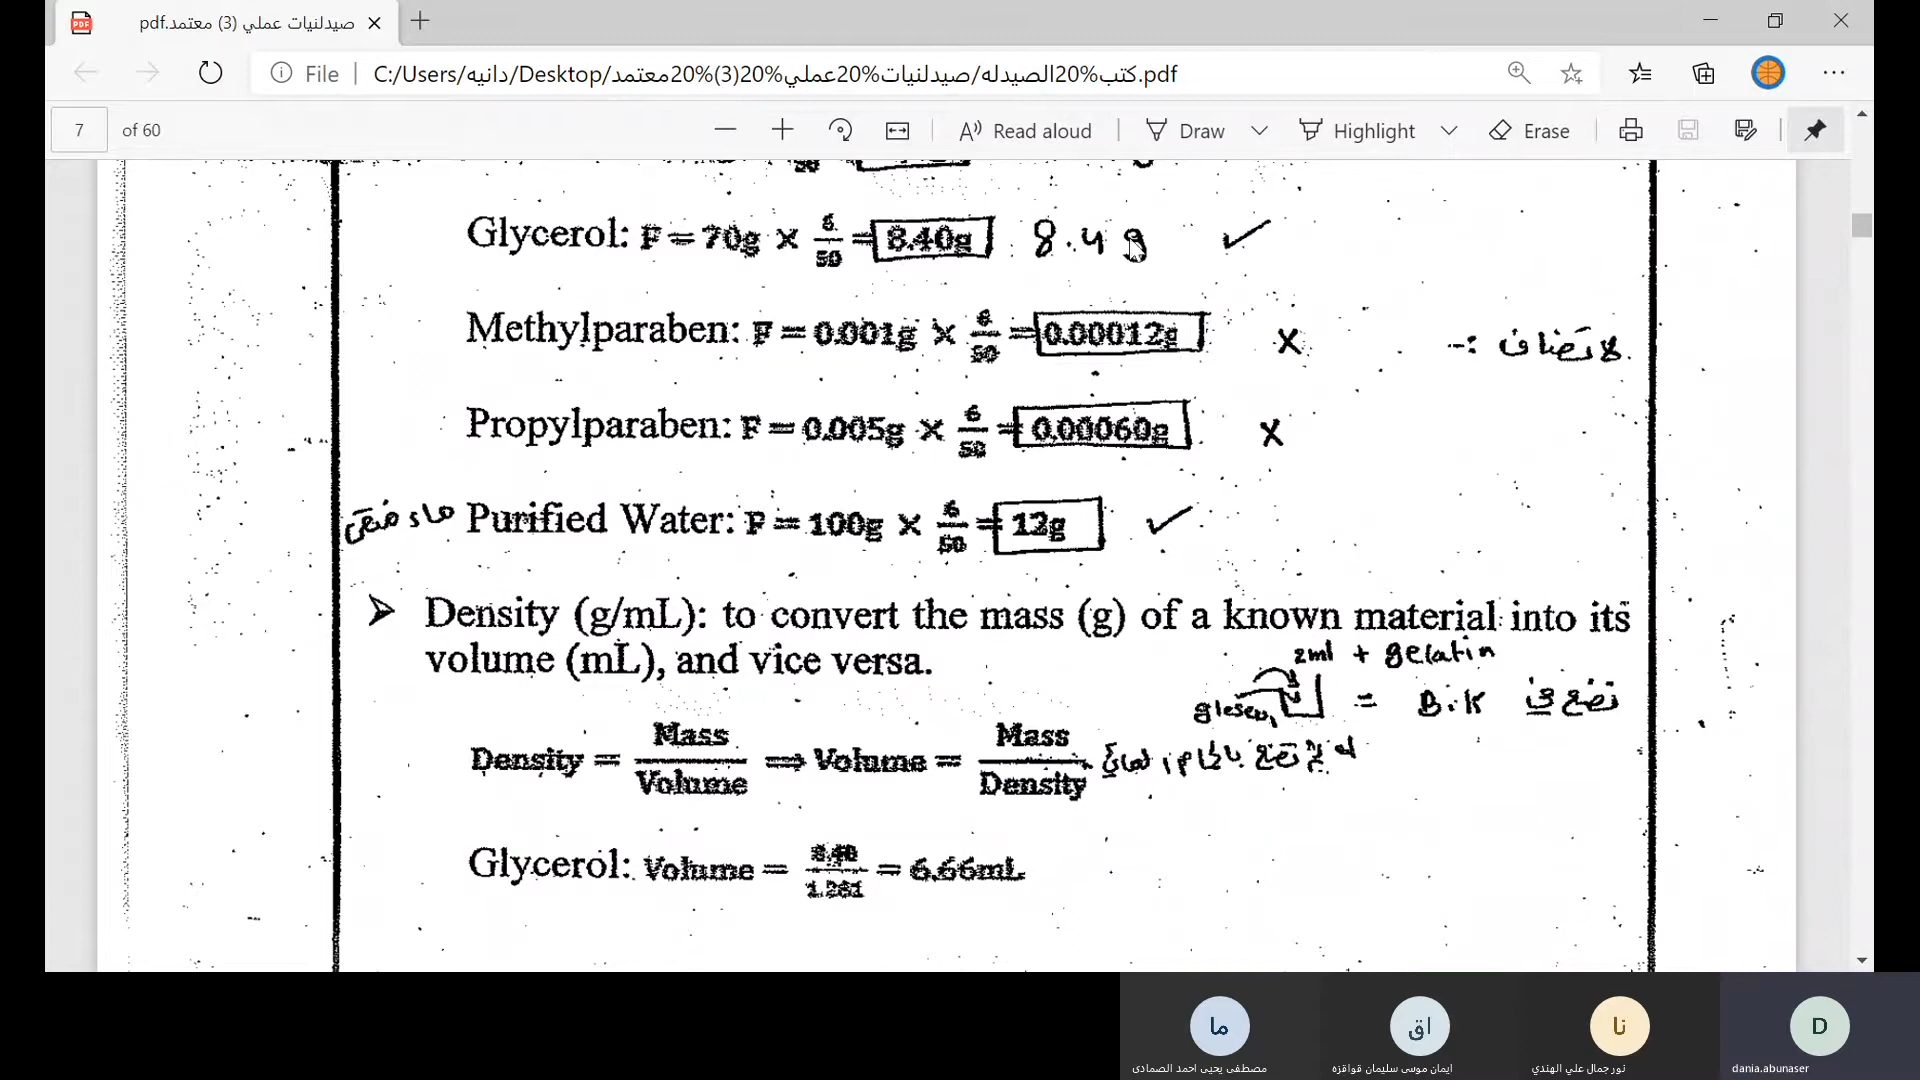 صيدلنيات عملي (3) معتمد.pdf
File
C:/Users/دانيه/Desktop/كتب%20الصيدله/صيدلنيات%20عملي%20(3)%20معتمد.pdf
7 of 60
Read aloud
Draw
Highlight
Erase
Glycerol: F = 70g × 6/50 = 8.40g 8.4 g ✓
Methylparaben: F = 0.001g × 6/50 = 0.00012g X لا تضاف :-
Propylparaben: F = 0.005g × 6/50 = 0.00060g X
Purified Water: F = 100g × 6/50 = 12g ✓
➤ Density (g/mL): to convert the mass (g) of a known material into its
volume (mL), and vice versa.
2ml + gelatin
= نضع في
Density = Mass/Volume ⟹ Volume = Mass/Density
Glycerol: Volume = 8.40/1.261 = 6.66mL
ما
اق
نا
D
مصطفى يحيى احمد الصمادى
ايمان موسى سليمان قواقزه
نور جمال علي الهندي
dania.abunaser